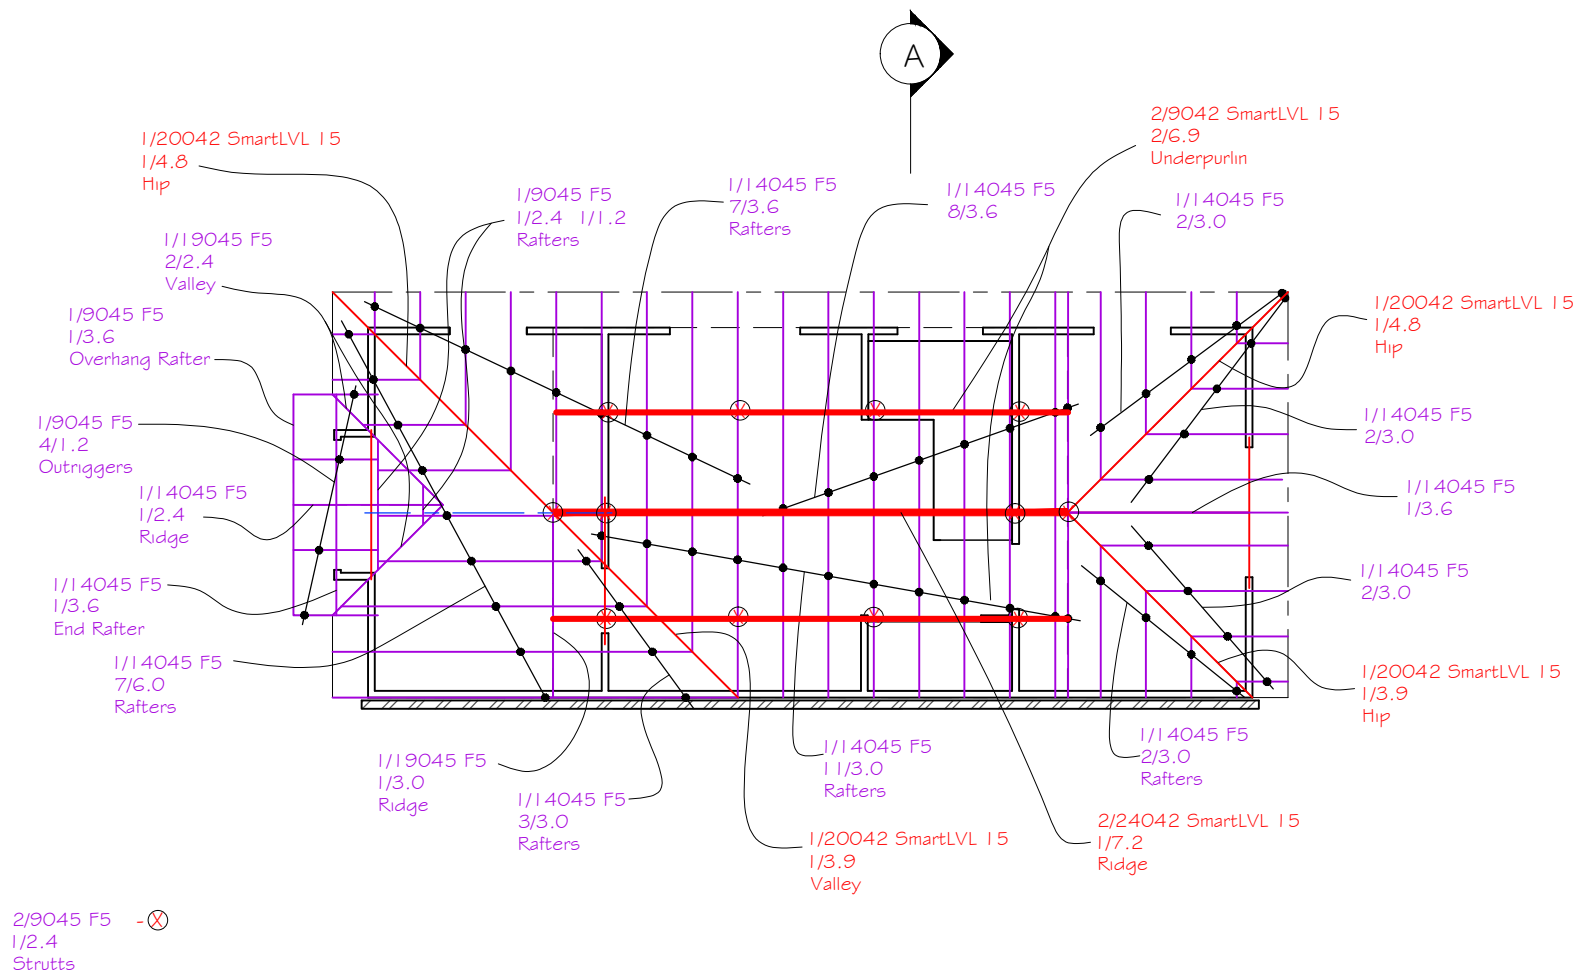 A
2/9042 SmartLVL 15
2/6.9
Underpurlin
1/20042 SmartLVL 15
1/4.8
Hip
1/9045 F5
1/2.4 1/1.2
Rafters
1/14045 F5
7/3.6
Rafters
1/14045 F5
8/3.6
1/14045 F5
2/3.0
1/19045 F5
2/2.4
Valley
1/9045 F5
1/3.6
Overhang Rafter
1/20042 SmartLVL 15
1/4.8
Hip
1/9045 F5
4/1.2
Outriggers
1/14045 F5
2/3.0
1/14045 F5
1/2.4
Ridge
1/14045 F5
1/3.6
1/14045 F5
1/3.6
End Rafter
1/14045 F5
2/3.0
1/14045 F5
7/6.0
Rafters
1/20042 SmartLVL 15
1/3.9
Hip
1/19045 F5
1/3.0
Ridge
1/14045 F5
3/3.0
Rafters
1/14045 F5
11/3.0
Rafters
1/14045 F5
2/3.0
Rafters
1/20042 SmartLVL 15
1/3.9
Valley
2/24042 SmartLVL 15
1/7.2
Ridge
2/9045 F5 - X
1/2.4
Strutts